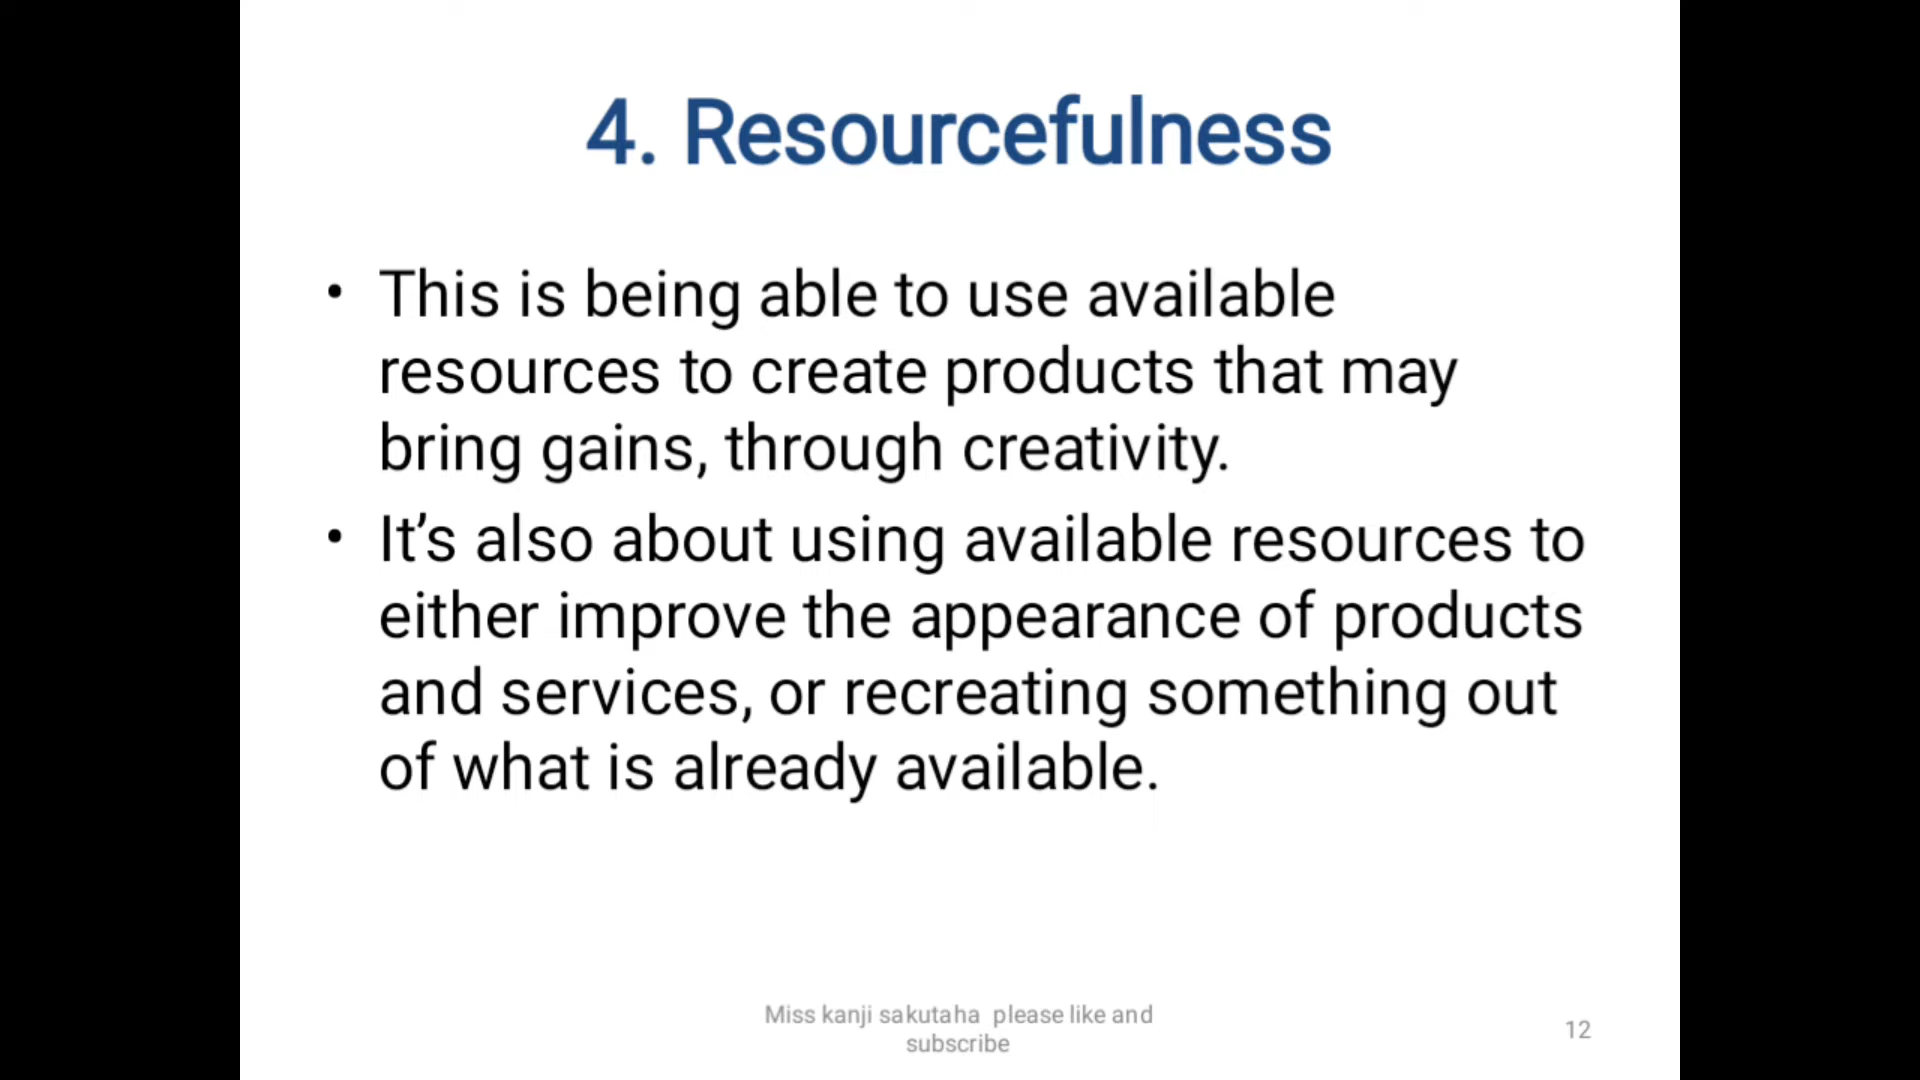 4. Resourcefulness
• This is being able to use available
resources to create products that may
bring gains, through creativity.
• It’s also about using available resources to
either improve the appearance of products
and services, or recreating something out
of what is already available.
Miss kanji sakutaha please like and
subscribe
12